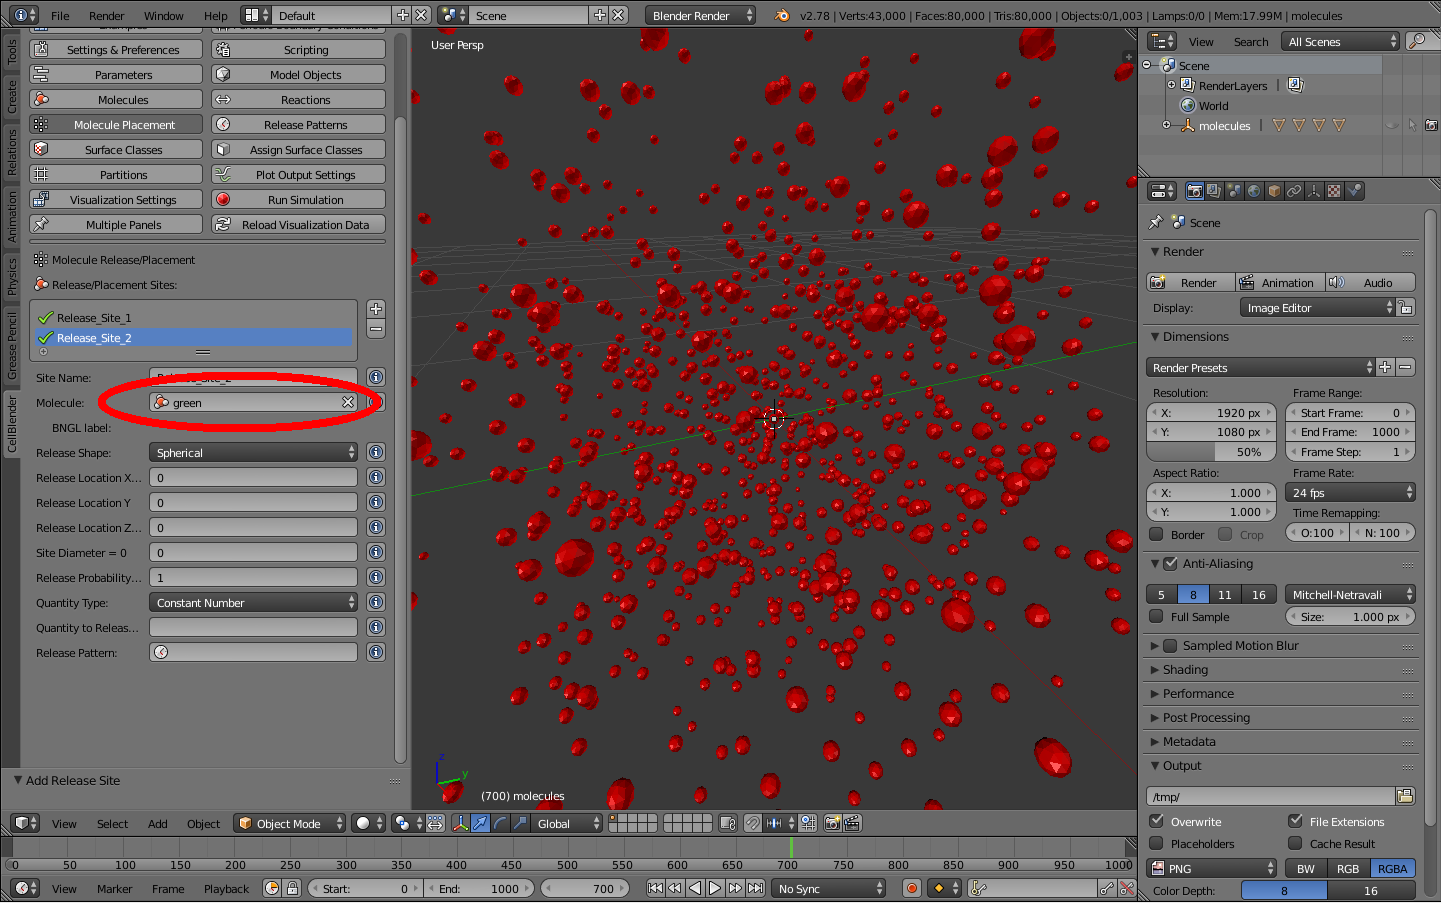 File Render Window Help Default Scene Blender Render v2.78 | Verts:43,000 | Faces:80,000 | Tris:80,000 | Objects:0/1,003 | Lamps:0/0 | Mem:17.99M | molecules
Tools
Create
Relations
Animation
Physics
Grease Pencil
CellBlender
Settings & Preferences Scripting
Parameters Model Objects
Molecules Reactions
Molecule Placement Release Patterns
Surface Classes Assign Surface Classes
Partitions Plot Output Settings
Visualization Settings Run Simulation
Multiple Panels Reload Visualization Data
Molecule Release/Placement
Release/Placement Sites:
Release_Site_1
Release_Site_2
Site Name: Release_Site_2
Molecule: green
BNGL label:
Release Shape: Spherical
Release Location X... 0
Release Location Y 0
Release Location Z... 0
Site Diameter = 0 0
Release Probability... 1
Quantity Type: Constant Number
Quantity to Releas...
Release Pattern:
Add Release Site
User Persp
z
y
(700) molecules
View Select Add Object Object Mode Global
0 50 100 150 200 250 300 350 400 450 500 550 600 650 700 750 800 850 900 950 1000
View Marker Frame Playback Start: 0 End: 1000 700 No Sync
View Search All Scenes
Scene
RenderLayers |
World
molecules |
Scene
Render
Render Animation Audio
Display: Image Editor
Dimensions
Render Presets
Resolution: Frame Range:
X: 1920 px Start Frame: 0
Y: 1080 px End Frame: 1000
50% Frame Step: 1
Aspect Ratio: Frame Rate:
X: 1.000 24 fps
Y: 1.000 Time Remapping:
Border Crop O:100 N: 100
Anti-Aliasing
5 8 11 16 Mitchell-Netravali
Full Sample Size: 1.000 px
Sampled Motion Blur
Shading
Performance
Post Processing
Metadata
Output
/tmp/
Overwrite File Extensions
Placeholders Cache Result
PNG BW RGB RGBA
Color Depth: 8 16